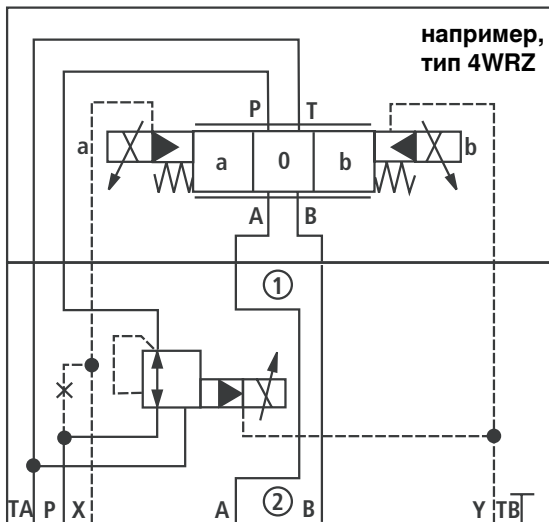 например,
тип 4WRZ
P T
a a 0 b b
A B
1
TA P X A 2 B Y TB